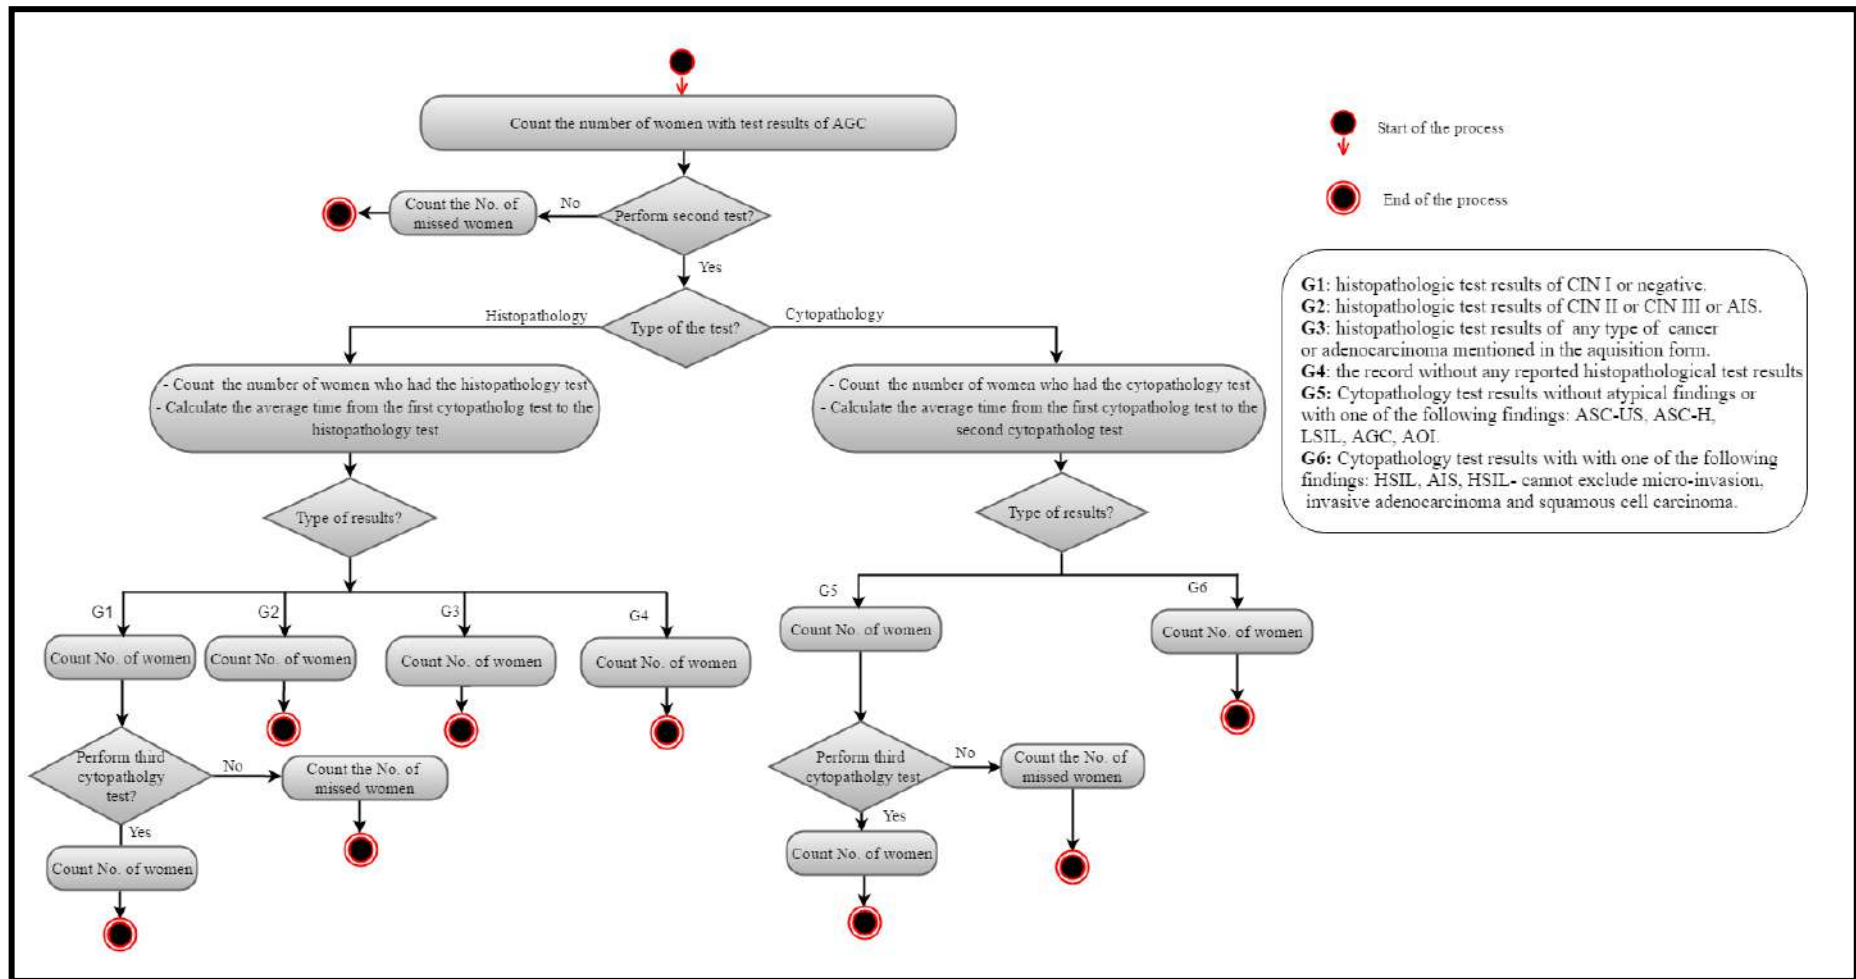 Count the number of women with test results of AGC
Start of the process
End of the process
Count the No. of
missed women
No
Perform second test?
Yes
Histopathology
Type of the test?
Cytopathology
G1: histopathologic test results of CIN I or negative.
G2: histopathologic test results of CIN II or CIN III or AIS.
G3: histopathologic test results of any type of cancer
or adenocarcinoma mentioned in the aquisition form.
G4: the record without any reported histopathological test results
G5: Cytopathology test results without atypical findings or
with one of the following findings: ASC-US, ASC-H,
LSIL, AGC, AOI.
G6: Cytopathology test results with with one of the following
findings: HSIL, AIS, HSIL- cannot exclude micro-invasion,
invasive adenocarcinoma and squamous cell carcinoma.
- Count the number of women who had the histopathology test
- Calculate the average time from the first cytopatholog test to the
histopathology test
- Count the number of women who had the cytopathology test
- Calculate the average time from the first cytopatholog test to the
second cytopatholog test
Type of results?
Type of results?
G1
G2
G3
G4
G5
G6
Count No. of women
Count No. of women
Count No. of women
Count No. of women
Count No. of women
Count No. of women
Perform third
cytopatholgy
test?
No
Count the No. of
missed women
Yes
Count No. of women
Perform third
cytopatholgy test
No
Count the No. of
missed women
Yes
Count No. of women